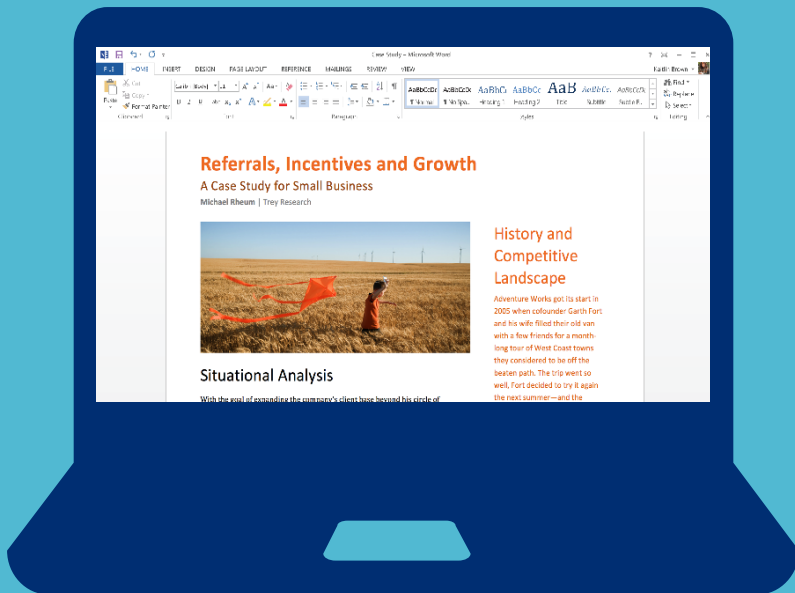 Case Study - Microsoft Word
FILE HOME INSERT DESIGN PAGE LAYOUT REFERENCE MAILINGS REVIEW VIEW
Kaitlin Brown
Paste
Cut
Copy
Format Painter
Clipboard
Font
Paragraph
AaBbCcDc AaBbCcDc AaBbCc AaBbCc AaB AaBbCc. AaBbCcDc
¶ Normal ¶ No Spa... Heading 1 Heading 2 Title Subtitle Subtle E...
Styles
Find
Replace
Select
Editing
Referrals, Incentives and Growth
A Case Study for Small Business
Michael Rheum | Trey Research
History and
Competitive
Landscape
Adventure Works got its start in
2005 when cofounder Garth Fort
and his wife filled their old van
with a few friends for a month-
long tour of West Coast towns
they considered to be off the
beaten path. The trip went so
well, Fort decided to try it again
the next summer—and the
Situational Analysis
With the goal of expanding the company's client base beyond his circle of